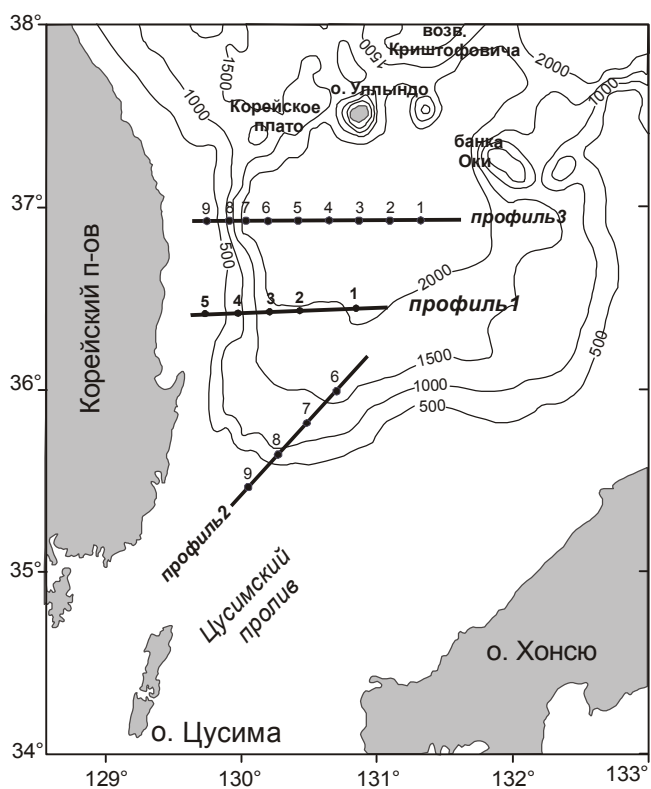 38°
возв.
Криштофовича
1500
1500
2000
о. Уллындо
1000
1000
Корейское
плато
банка
Оки
37°
9 8 7 6 5 4 3 2 1
профиль3
500
2000
5 4 3 2 1
профиль1
Корейский п-ов
500
1500
36°
6
1000
7
500
8
9
профиль2
35°
Цусимский
пролив
о. Хонсю
о. Цусима
34°
129° 130° 131° 132° 133°